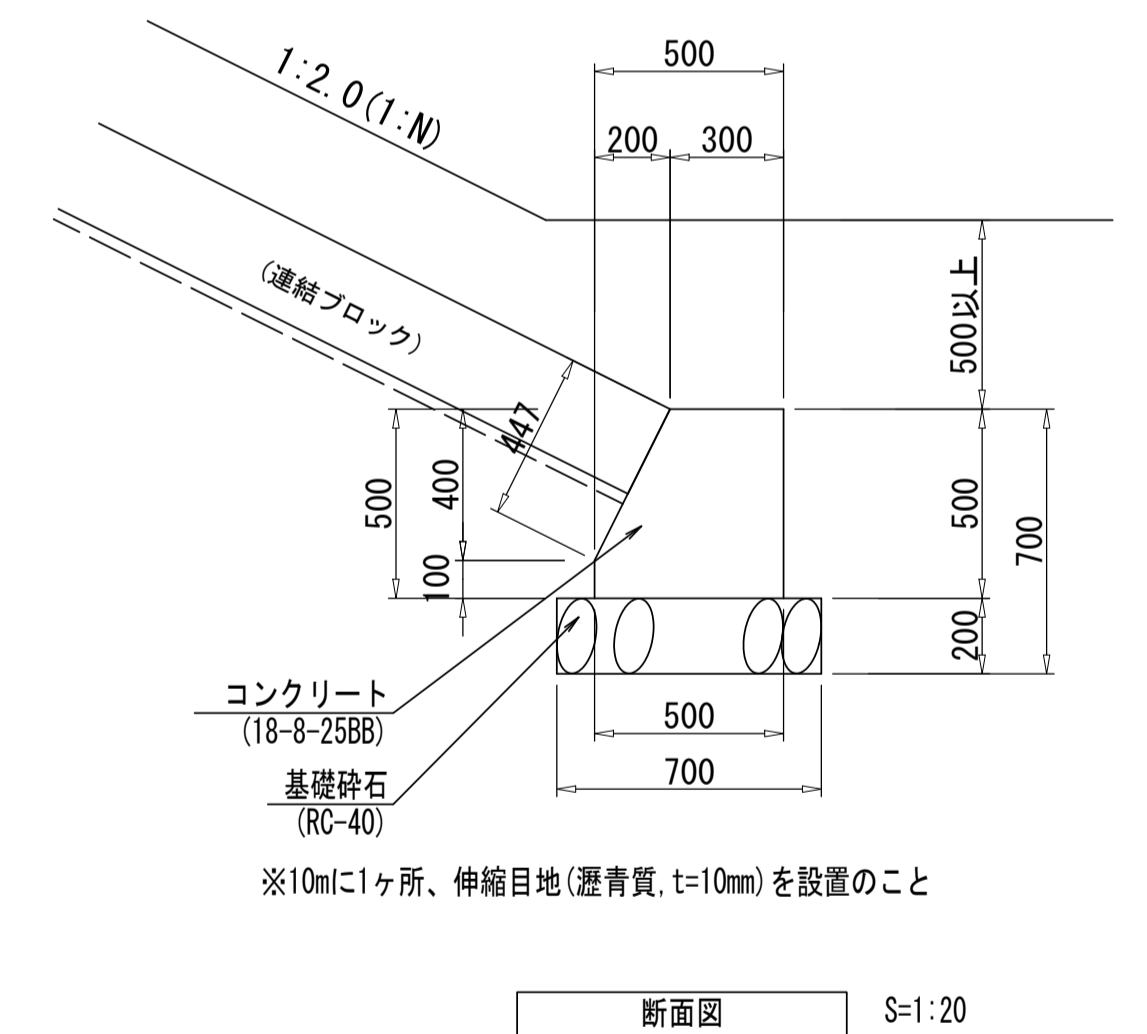 500
1:2.0(1:N)
200
300
500以上
(連結ブロック)
447
500
400
100
500
700
200
コンクリート
(18-8-25BB)
500
基礎砕石
(RC-40)
700
※10mに1ヶ所、伸縮目地(瀝青質,t=10mm)を設置のこと
断面図
S=1:20